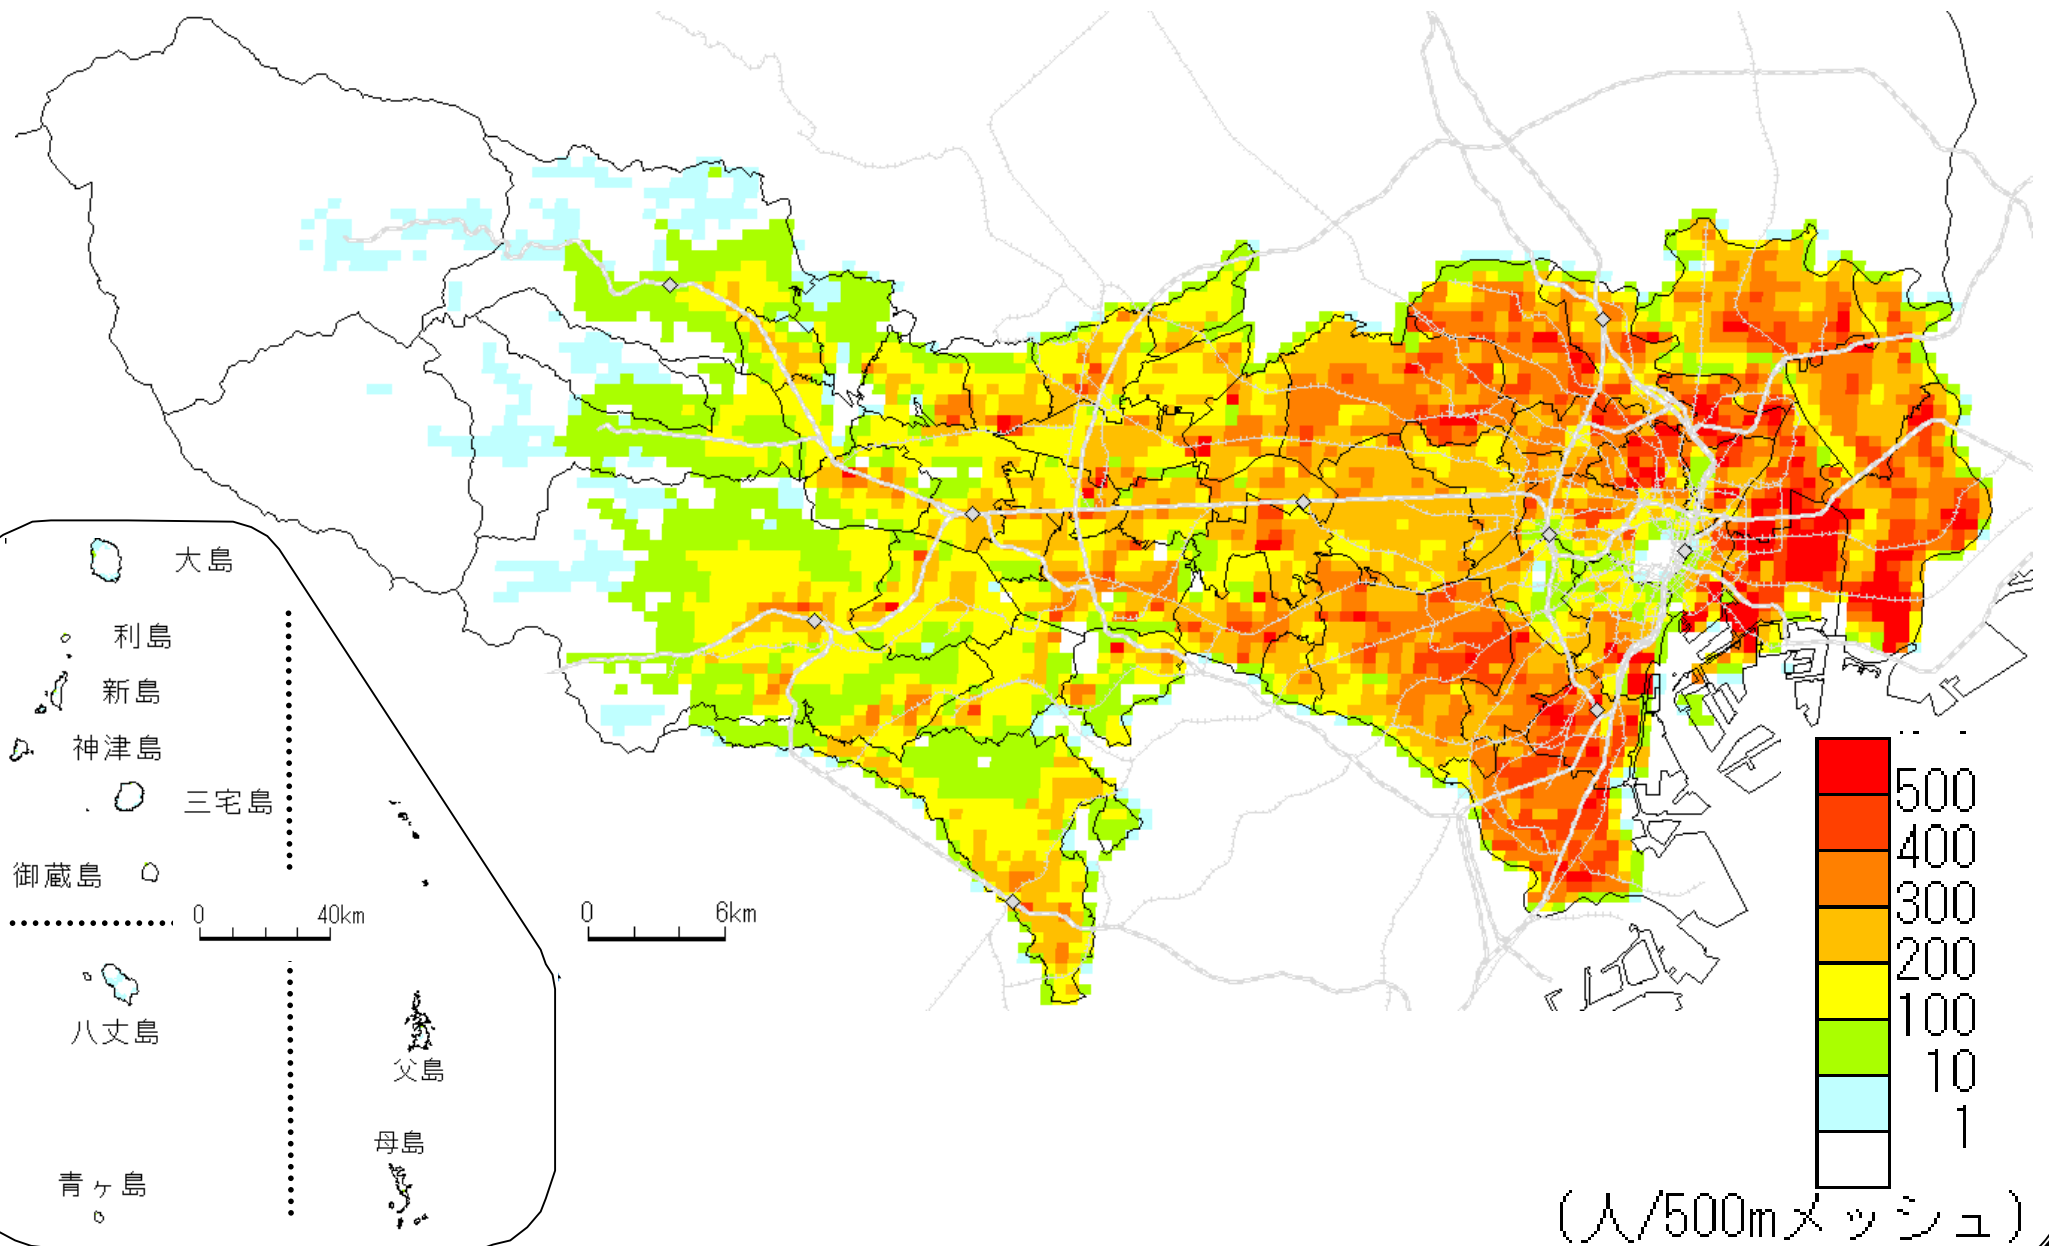 大島
利島
新島
神津島
三宅島
御蔵島
0 40km
0 6km
八丈島
父島
母島
青ヶ島
500
400
300
200
100
10
1
(人/500mメッシュ)